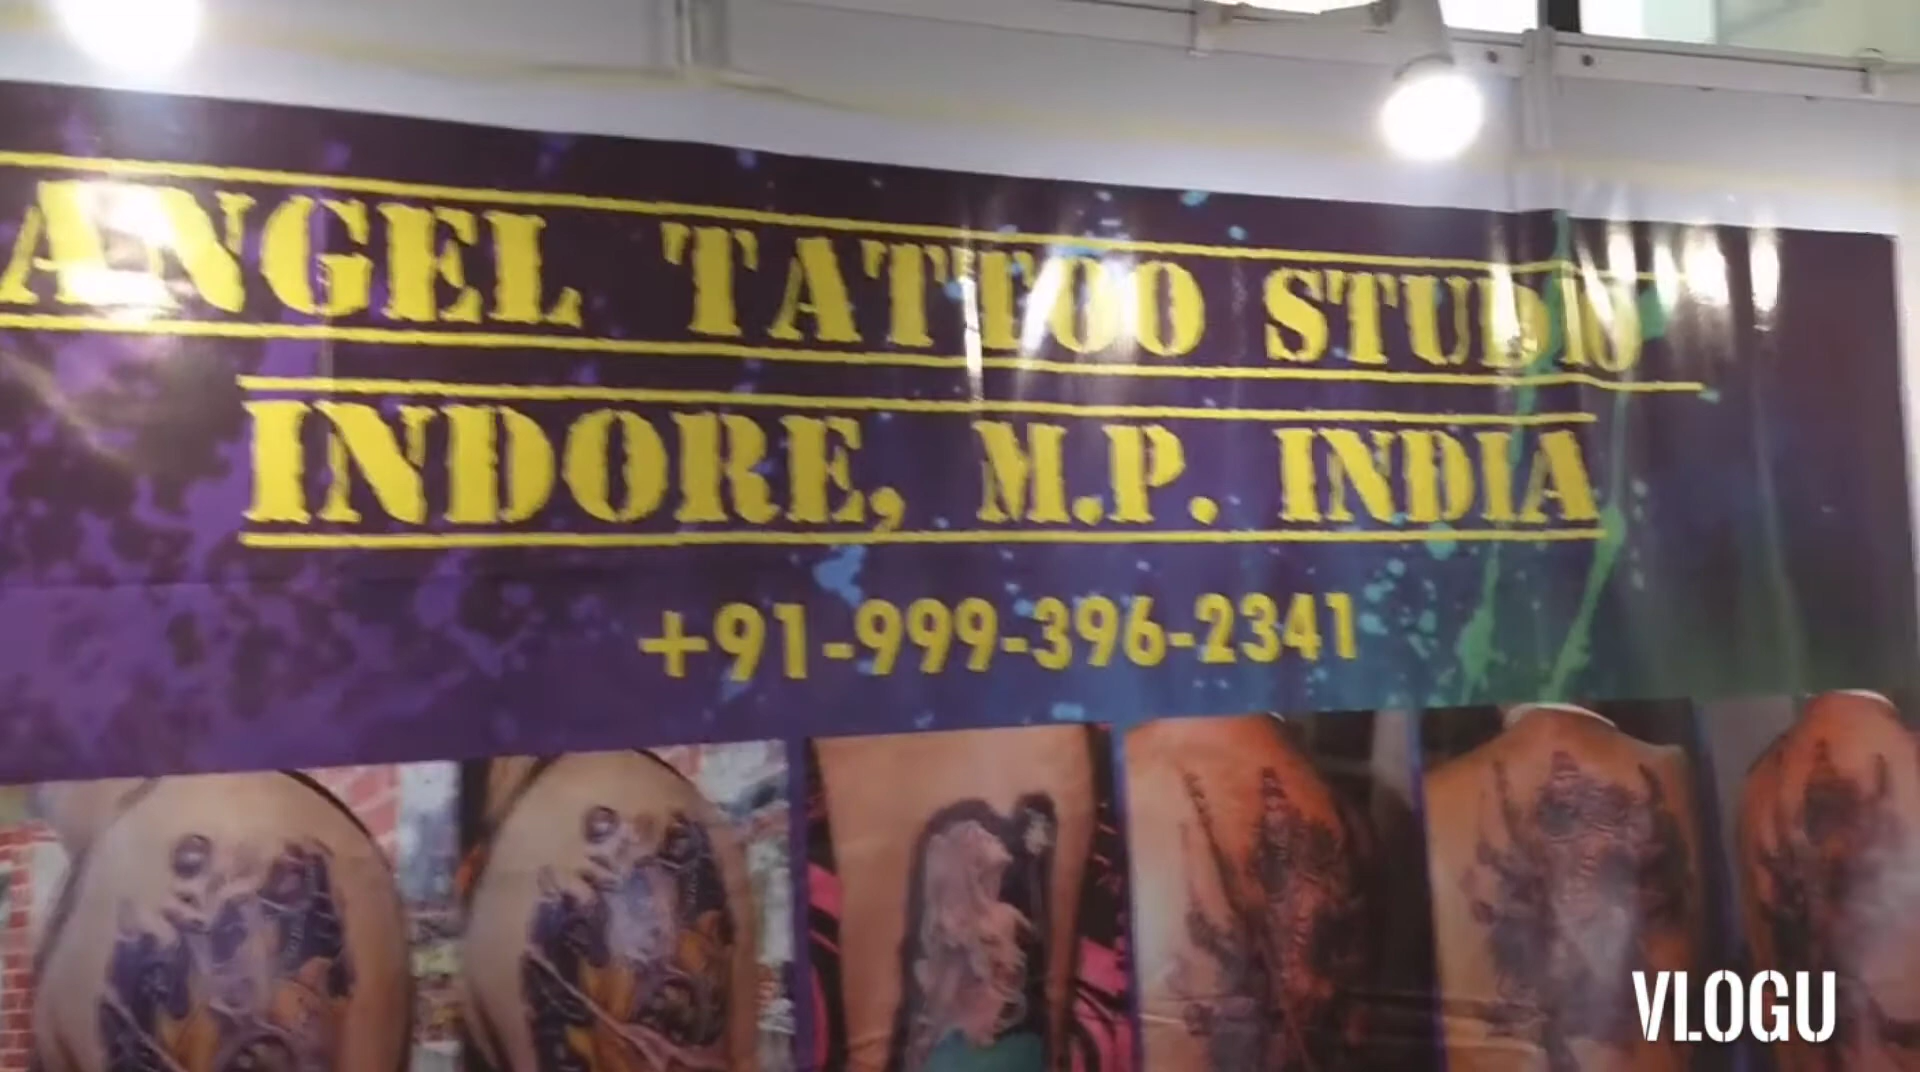 ANGEL TATTOO STUDIO
INDORE, M.P. INDIA
+91-999-396-2341
VLOGU